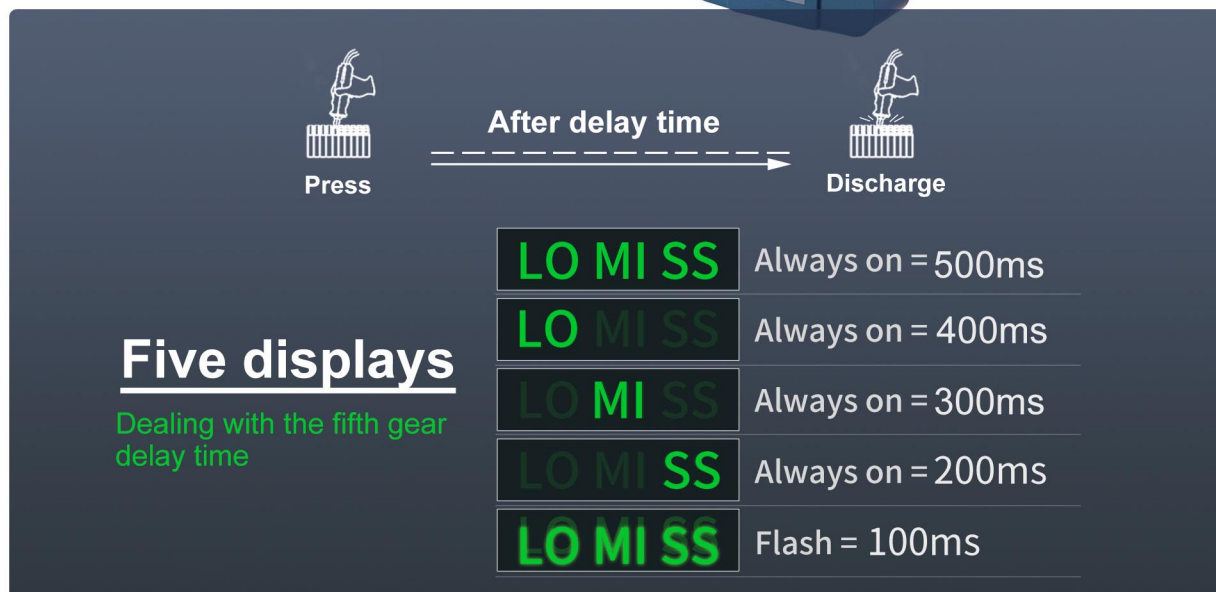 After delay time
Press
Discharge
LO MI SS Always on = 500ms
LO MI SS Always on = 400ms
Five displays
LO MI SS Always on = 300ms
Dealing with the fifth gear
delay time
LO MI SS Always on = 200ms
LO MI SS Flash = 100ms